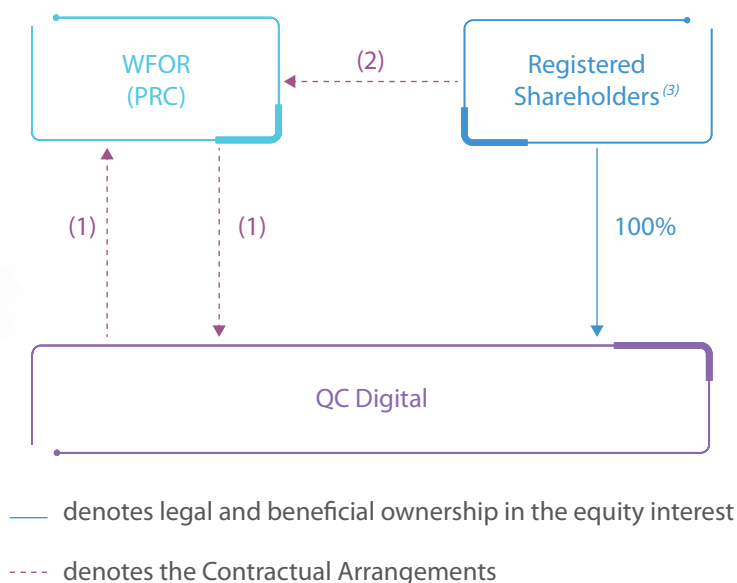 WFOR
(PRC)
(2)
Registered
Shareholders(3)
(1)
(1)
100%
QC Digital
denotes legal and beneficial ownership in the equity interest
denotes the Contractual Arrangements